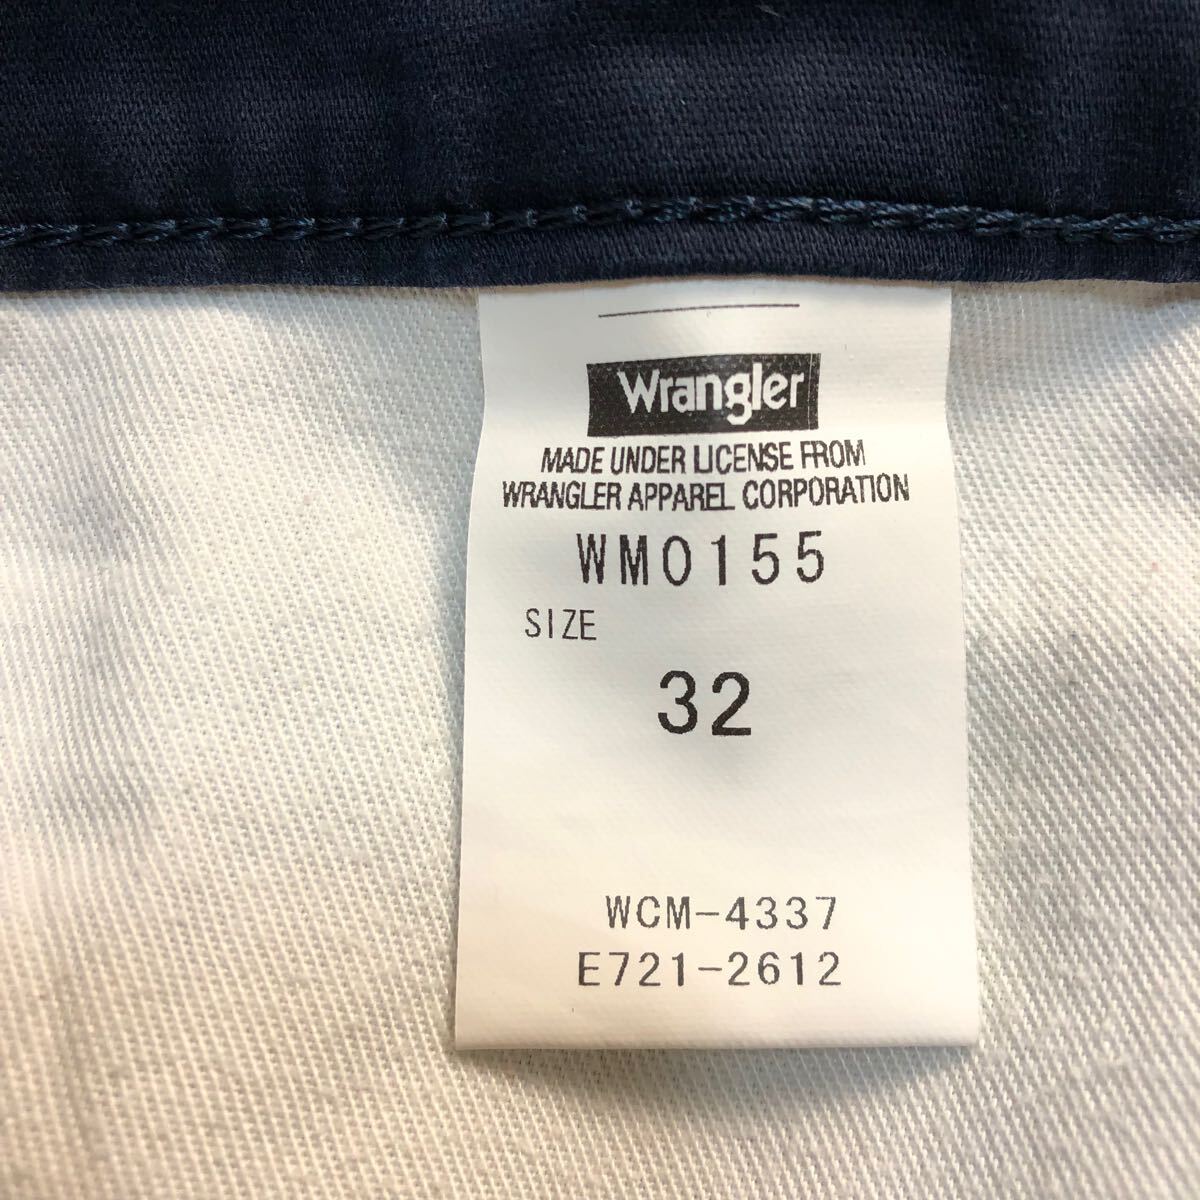 Wrangler
MADE UNDER LICENSE FROM
WRANGLER APPAREL CORPORATION
WM0155
SIZE
32
WCM-4337
E721-2612